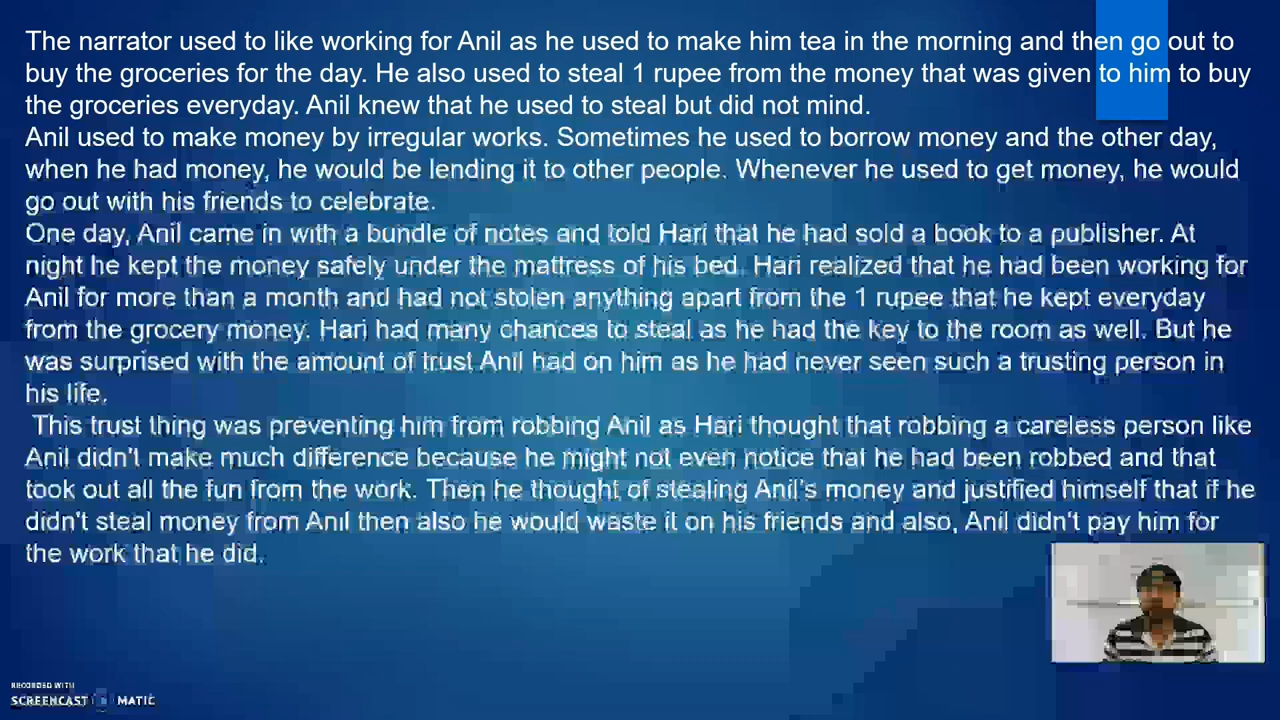 The narrator used to like working for Anil as he used to make him tea in the morning and then go out to
buy the groceries for the day. He also used to steal 1 rupee from the money that was given to him to buy
the groceries everyday. Anil knew that he used to steal but did not mind.
Anil used to make money by irregular works. Sometimes he used to borrow money and the other day,
when he had money, he would be lending it to other people. Whenever he used to get money, he would
go out with his friends to celebrate.
One day, Anil came in with a bundle of notes and told Hari that he had sold a book to a publisher. At
night he kept the money safely under the mattress of his bed. Hari realized that he had been working for
Anil for more than a month and had not stolen anything apart from the 1 rupee that he kept everyday
from the grocery money. Hari had many chances to steal as he had the key to the room as well. But he
was surprised with the amount of trust Anil had on him as he had never seen such a trusting person in
his life.
This trust thing was preventing him from robbing Anil as Hari thought that robbing a careless person like
Anil didn't make much difference because he might not even notice that he had been robbed and that
took out all the fun from the work. Then he thought of stealing Anil's money and justified himself that if he
didn't steal money from Anil then also he would waste it on his friends and also, Anil didn't pay him for
the work that he did.
RECORDED WITH
SCREENCAST MATIC